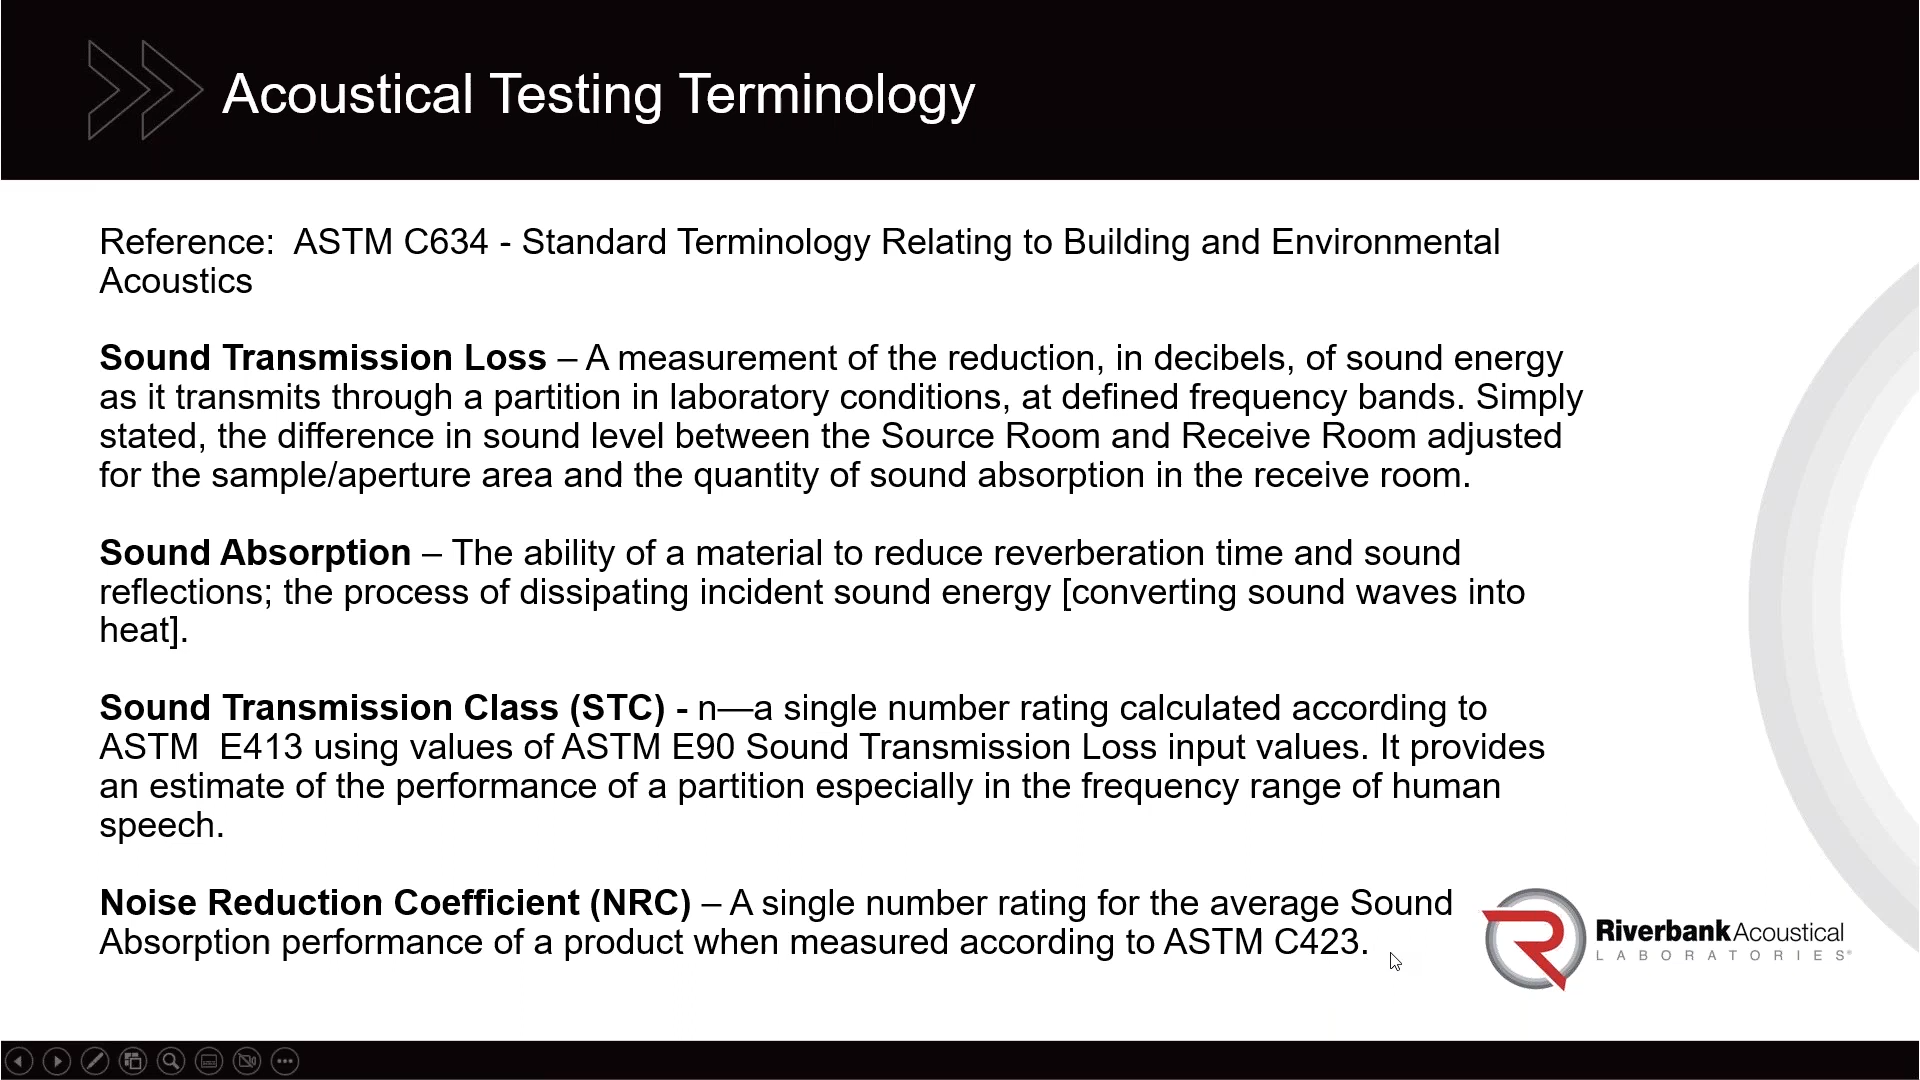 Acoustical Testing Terminology
Reference:  ASTM C634 - Standard Terminology Relating to Building and Environmental
Acoustics
Sound Transmission Loss – A measurement of the reduction, in decibels, of sound energy
as it transmits through a partition in laboratory conditions, at defined frequency bands. Simply
stated, the difference in sound level between the Source Room and Receive Room adjusted
for the sample/aperture area and the quantity of sound absorption in the receive room.
Sound Absorption – The ability of a material to reduce reverberation time and sound
reflections; the process of dissipating incident sound energy [converting sound waves into
heat].
Sound Transmission Class (STC) - n—a single number rating calculated according to
ASTM  E413 using values of ASTM E90 Sound Transmission Loss input values. It provides
an estimate of the performance of a partition especially in the frequency range of human
speech.
Noise Reduction Coefficient (NRC) – A single number rating for the average Sound
Absorption performance of a product when measured according to ASTM C423.
RiverbankAcoustical
LABORATORIES®